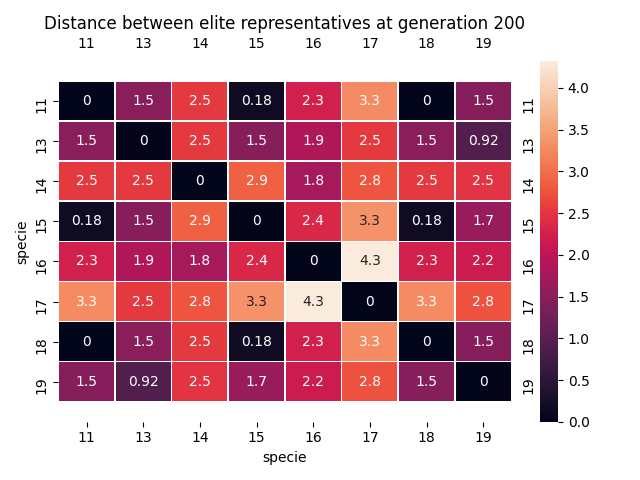 Distance between elite representatives at generation 200
11 13 14 15 16 17 18 19
11 0 1.5 2.5 0.18 2.3 3.3 0 1.5 11
13 1.5 0 2.5 1.5 1.9 2.5 1.5 0.92 13
14 2.5 2.5 0 2.9 1.8 2.8 2.5 2.5 14
15 0.18 1.5 2.9 0 2.4 3.3 0.18 1.7 15
16 2.3 1.9 1.8 2.4 0 4.3 2.3 2.2 16
17 3.3 2.5 2.8 3.3 4.3 0 3.3 2.8 17
18 0 1.5 2.5 0.18 2.3 3.3 0 1.5 18
19 1.5 0.92 2.5 1.7 2.2 2.8 1.5 0 19
11 13 14 15 16 17 18 19
specie
specie
4.0
3.5
3.0
2.5
2.0
1.5
1.0
0.5
0.0